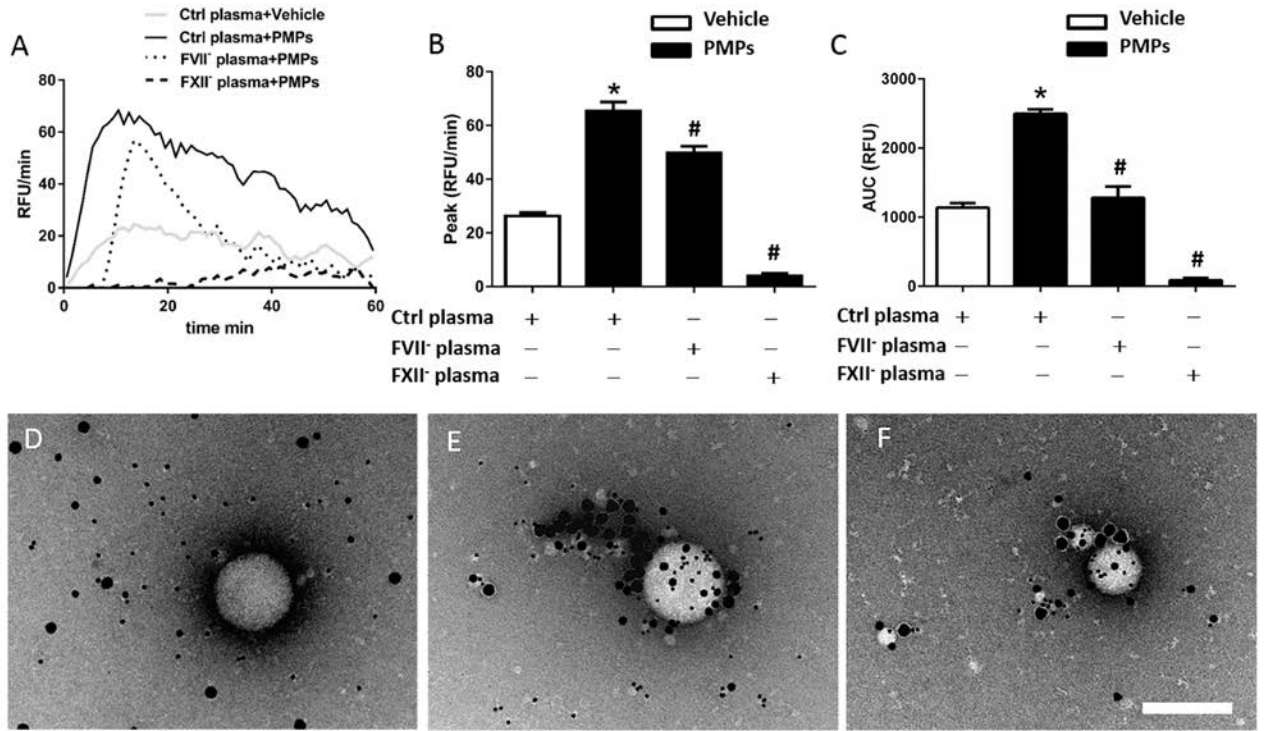 A
Ctrl plasma+Vehicle
Ctrl plasma+PMPs
FVII⁻ plasma+PMPs
FXII⁻ plasma+PMPs
RFU/min
80
60
40
20
0
0
20
40
60
time min
B
Vehicle
PMPs
Peak (RFU/min)
80
60
40
20
0
*
#
#
Ctrl plasma + + − −
FVII⁻ plasma − − + −
FXII⁻ plasma − − − +
C
Vehicle
PMPs
AUC (RFU)
3000
2000
1000
0
*
#
#
Ctrl plasma + + − −
FVII⁻ plasma − − + −
FXII⁻ plasma − − − +
D
E
F